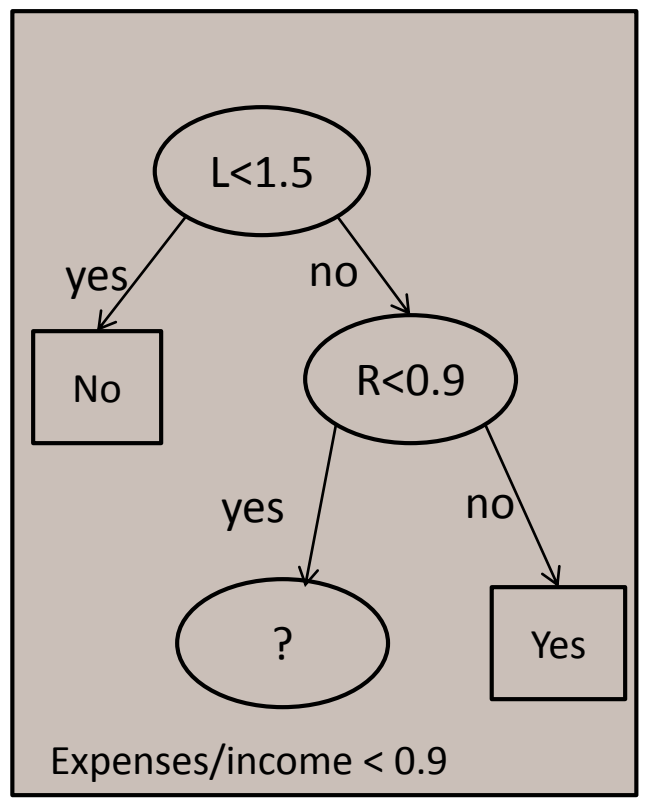 L<1.5
yes
no
No
R<0.9
yes
no
?
Yes
Expenses/income < 0.9